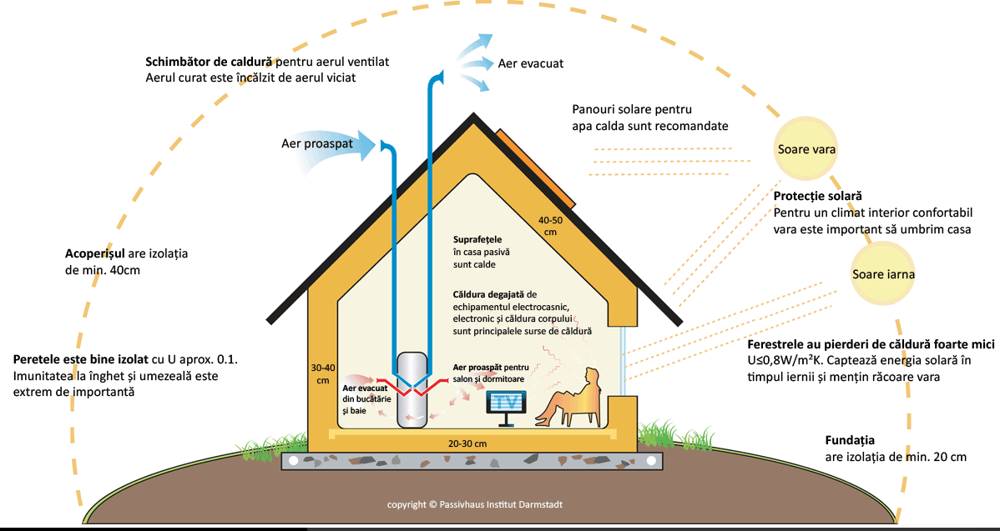 Schimbător de caldură pentru aerul ventilat
Aerul curat este încălzit de aerul viciat
Aer evacuat
Panouri solare pentru
apa calda sunt recomandate
Aer proaspat
Soare vara
Protecție solară
Pentru un climat interior confortabil
vara este important să umbrim casa
40-50
cm
Suprafețele
în casa pasivă
sunt calde
Acoperișul are izolația
de min. 40cm
Soare iarna
Căldura degajată de
echipamentul electrocasnic,
electronic și căldura corpului
sunt principalele surse de căldură
Peretele este bine izolat cu U aprox. 0.1.
Imunitatea la înghet și umezeală este
extrem de importantă
Ferestrele au pierderi de căldură foarte mici
U≤0,8W/m²K. Captează energia solară în
timpul iernii și mențin răcoare vara
30-40
cm
Aer evacuat
din bucătărie
și baie
Aer proaspăt pentru
salon și dormitoare
TV
20-30 cm
Fundația
are izolația de min. 20 cm
copyright © Passivhaus Institut Darmstadt